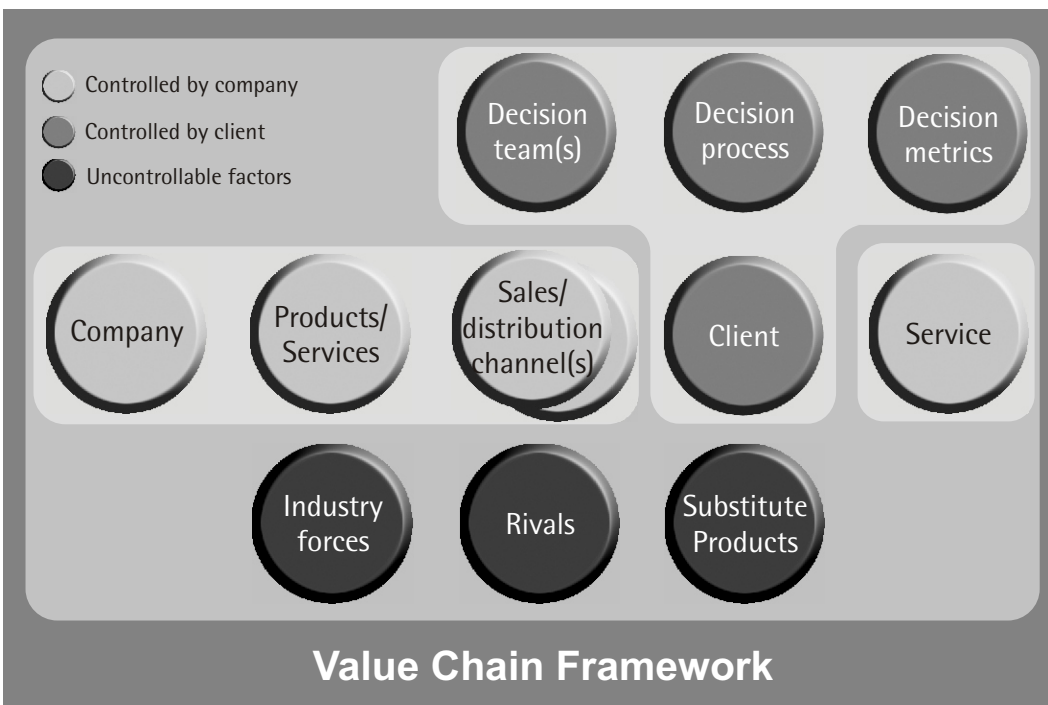 Controlled by company
Controlled by client
Uncontrollable factors
Decision
team(s)
Decision
process
Decision
metrics
Company
Products/
Services
Sales/
distribution
channel(s)
Client
Service
Industry
forces
Rivals
Substitute
Products
Value Chain Framework